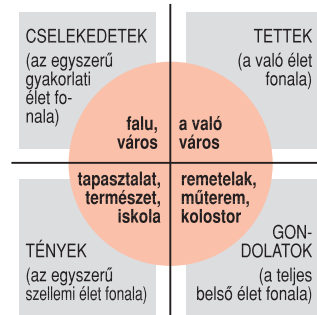 CSELEKEDETEK
(az egyszerű
gyakorlati
élet fo-
nala)
TETTEK
(a való élet
fonala)
falu,
város
a való
város
tapasztalat,
természet,
iskola
remetelak,
műterem,
kolostor
TÉNYEK
(az egyszerű
szellemi élet fonala)
GON-
DOLATOK
(a teljes
belső élet fonala)